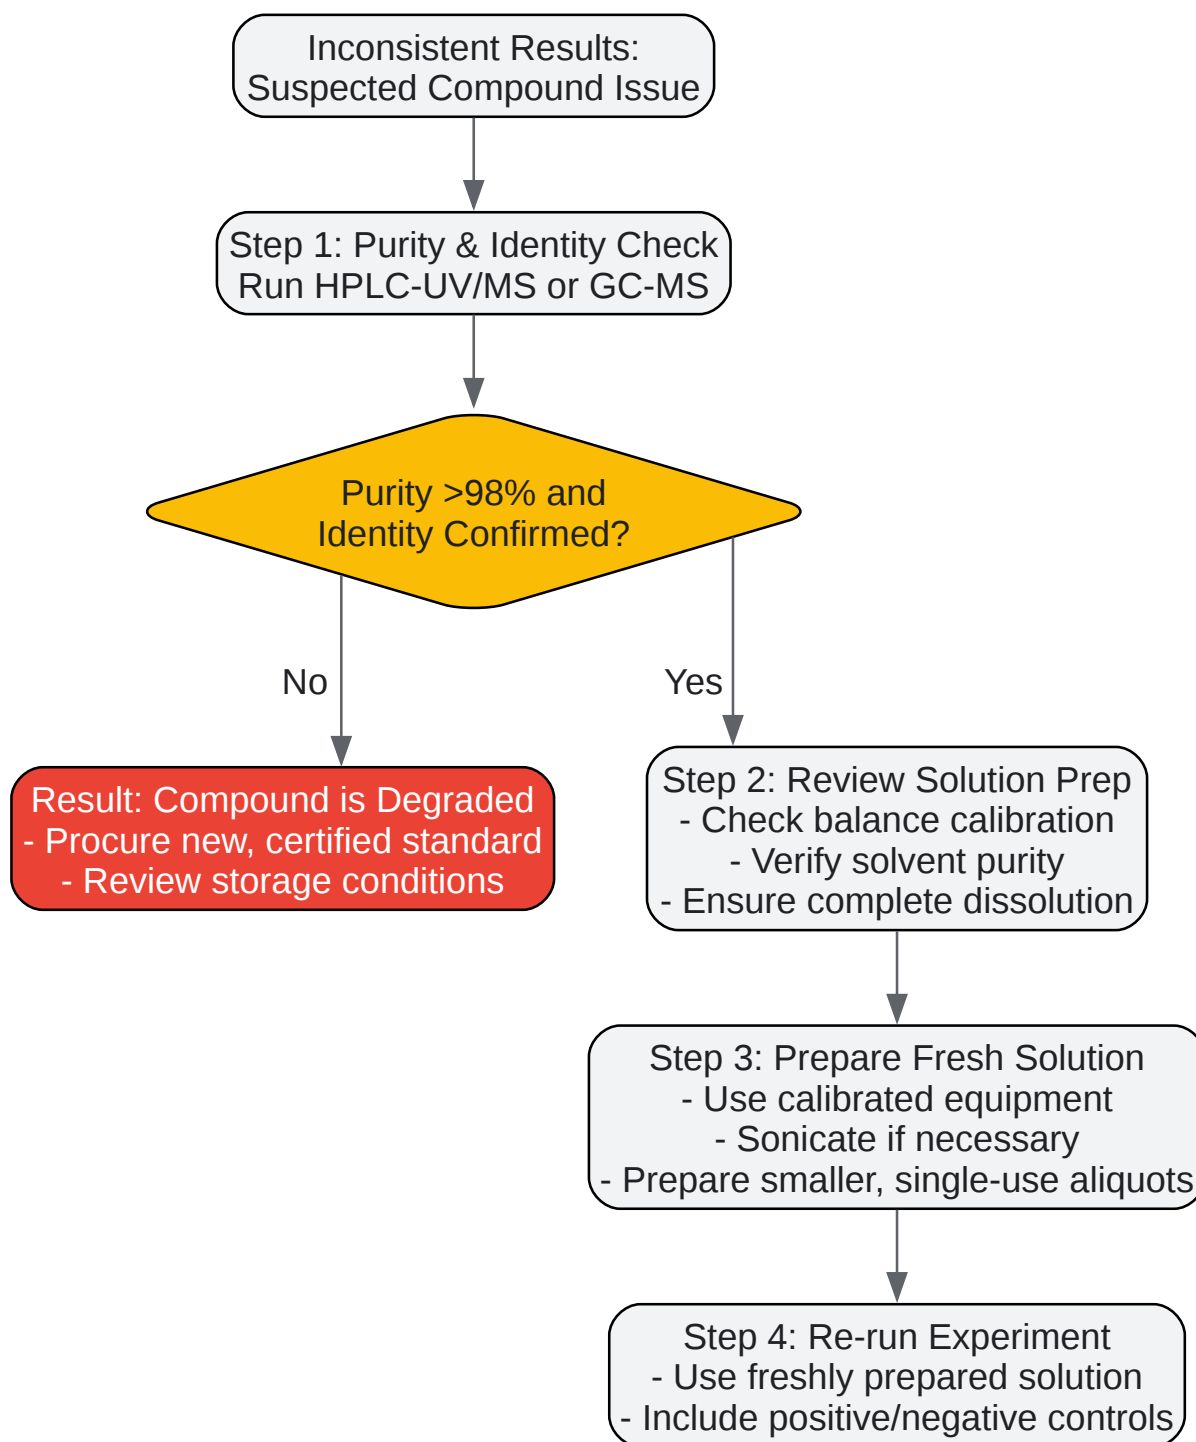 Inconsistent Results:
Suspected Compound Issue
Step 1: Purity & Identity Check
Run HPLC-UV/MS or GC-MS
Purity >98% and
Identity Confirmed?
No
Yes
Result: Compound is Degraded
- Procure new, certified standard
- Review storage conditions
Step 2: Review Solution Prep
- Check balance calibration
- Verify solvent purity
- Ensure complete dissolution
Step 3: Prepare Fresh Solution
- Use calibrated equipment
- Sonicate if necessary
- Prepare smaller, single-use aliquots
Step 4: Re-run Experiment
- Use freshly prepared solution
- Include positive/negative controls